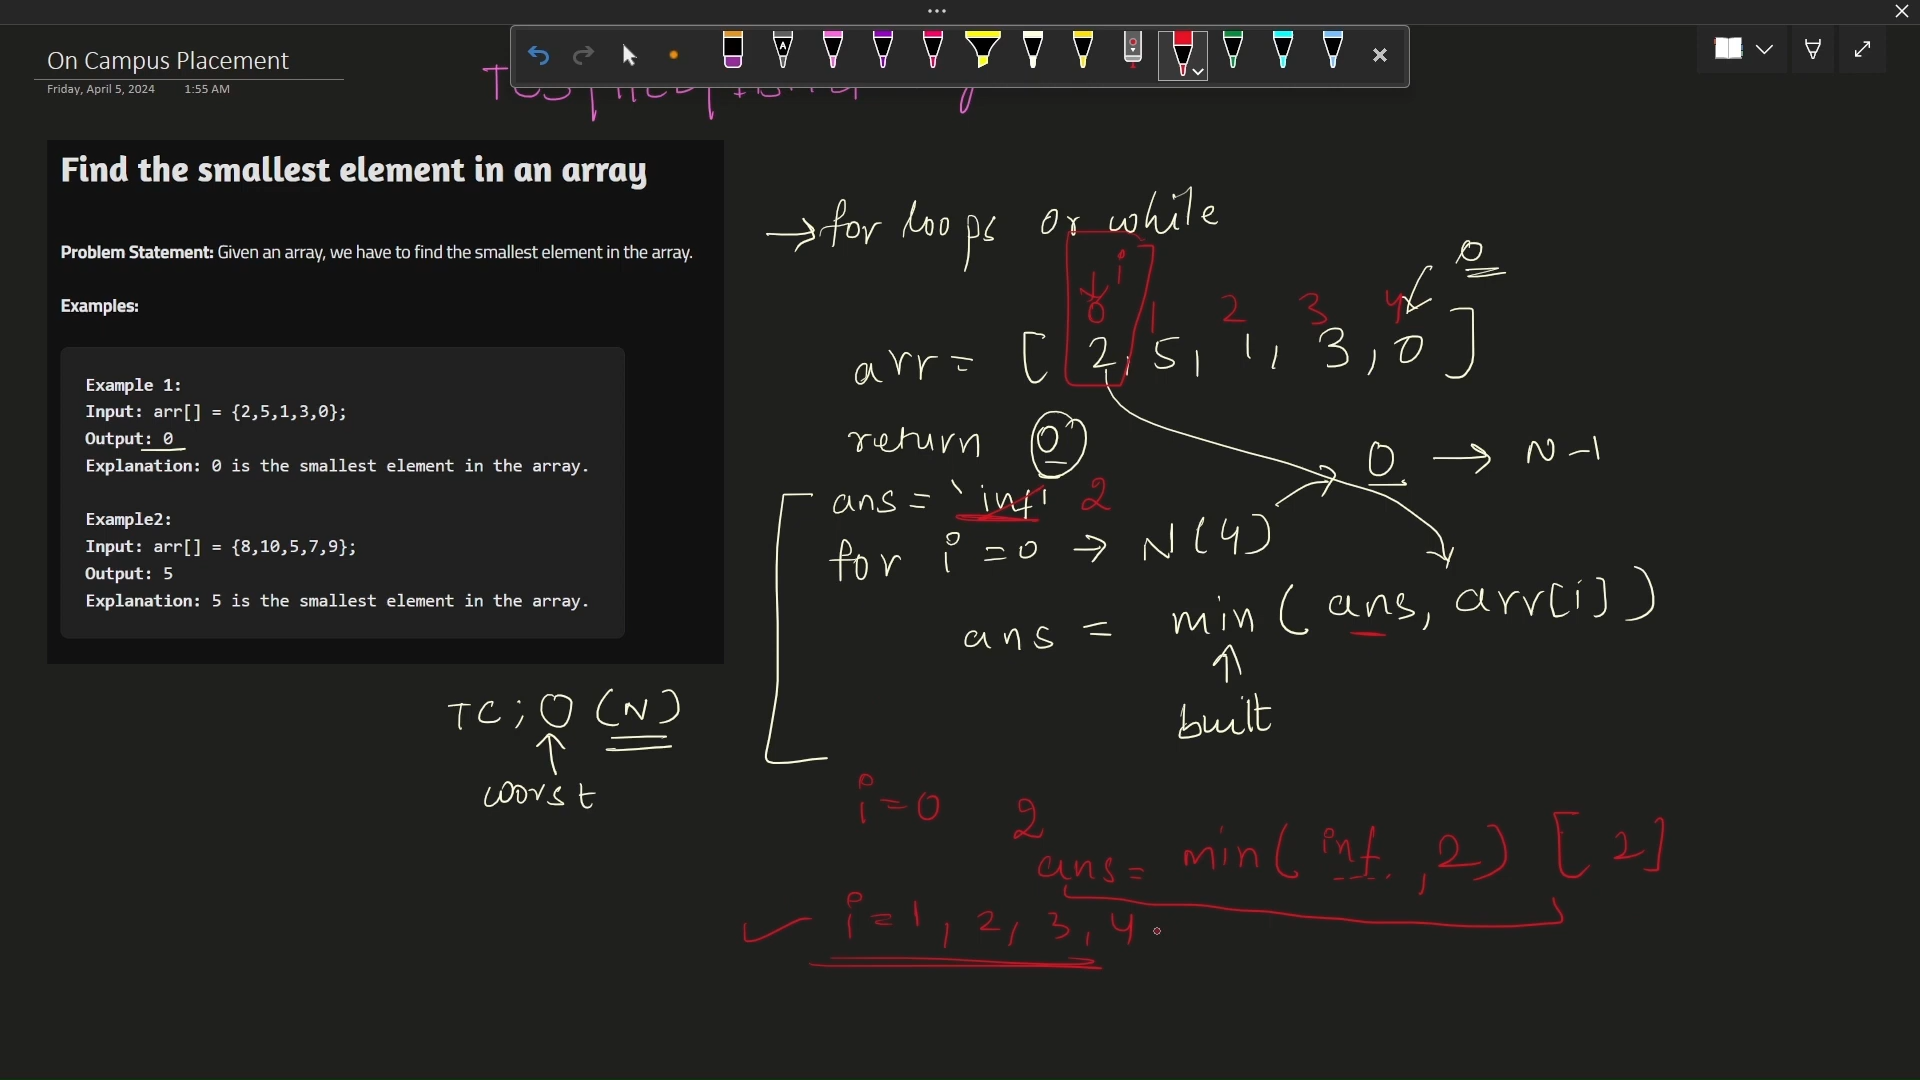 On Campus Placement
Friday, April 5, 2024 1:55 AM
Find the smallest element in an array
Problem Statement: Given an array, we have to find the smallest element in the array.
Examples:
Example 1:
Input: arr[] = {2,5,1,3,0};
Output: 0
Explanation: 0 is the smallest element in the array.
Example2:
Input: arr[] = {8,10,5,7,9};
Output: 5
Explanation: 5 is the smallest element in the array.
TC; O (N)
↑
worst
→ for loops or while
0
i
0 1 2 3 4
arr = [ 2, 5, 1, 3, 0 ]
return 0
0 → N-1
ans = 'inf' 2
for i = 0 → N(4)
ans = min ( ans, arr[i] )
↑
built
i = 0 2
ans = min( inf, 2) [ 2 ]
i = 1, 2, 3, 4